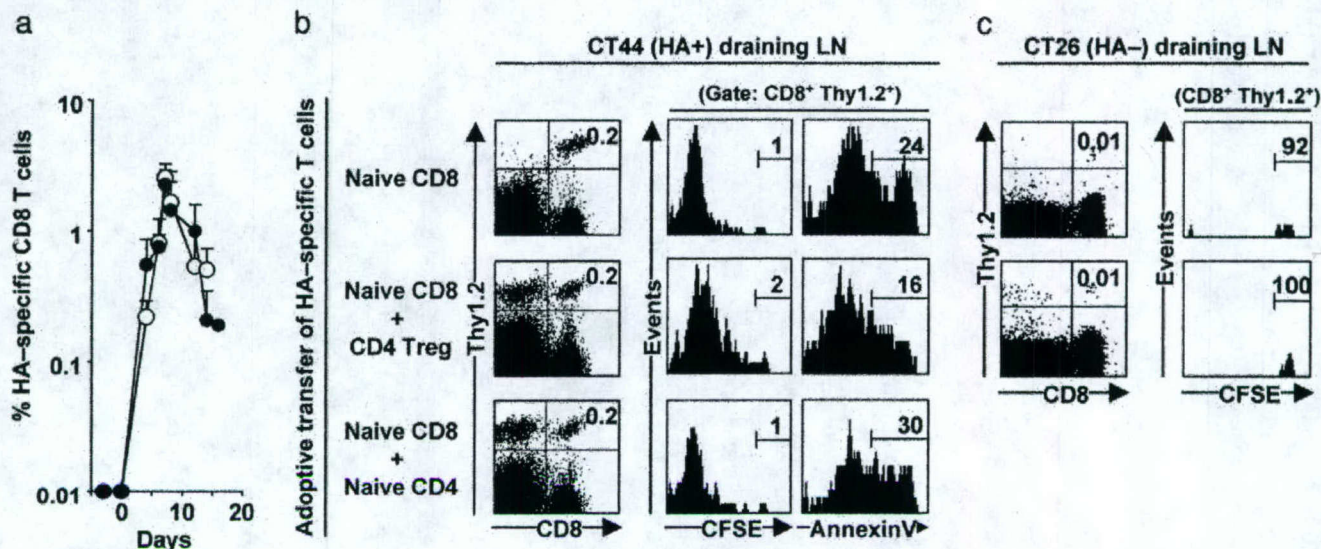 a
% HA–specific CD8 T cells
10
1
0.1
0.01
0
10
20
Days
b
Adoptive transfer of HA–specific T cells
CT44 (HA+) draining LN
(Gate: CD8+ Thy1.2+)
Naive CD8
0.2
1
24
Naive CD8
+
CD4 Treg
0.2
2
16
Naive CD8
+
Naive CD4
0.2
1
30
Thy1.2
Events
CD8
CFSE
AnnexinV
c
CT26 (HA–) draining LN
(CD8+ Thy1.2+)
0,01
92
0,01
100
Thy1.2
Events
CD8
CFSE